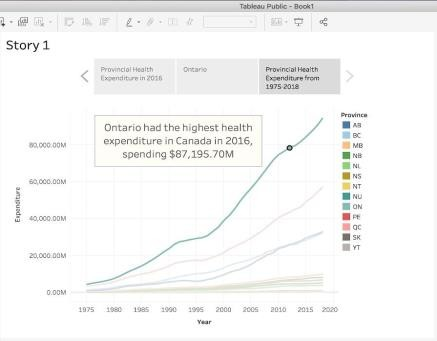 Tableau Public - Book1
Story 1
Provincial Health
Expenditure in 2016
Ontario
Provincial Health
Expenditure from
1975-2018
Ontario had the highest health
expenditure in Canada in 2016,
spending $87,195.70M
Province
AB
BC
MB
NB
NL
NS
NT
NU
ON
PE
QC
SK
YT
Expenditure
80,000.00M
60,000.00M
40,000.00M
20,000.00M
0.00M
1975
1980
1985
1990
1995
2000
2005
2010
2015
2020
Year